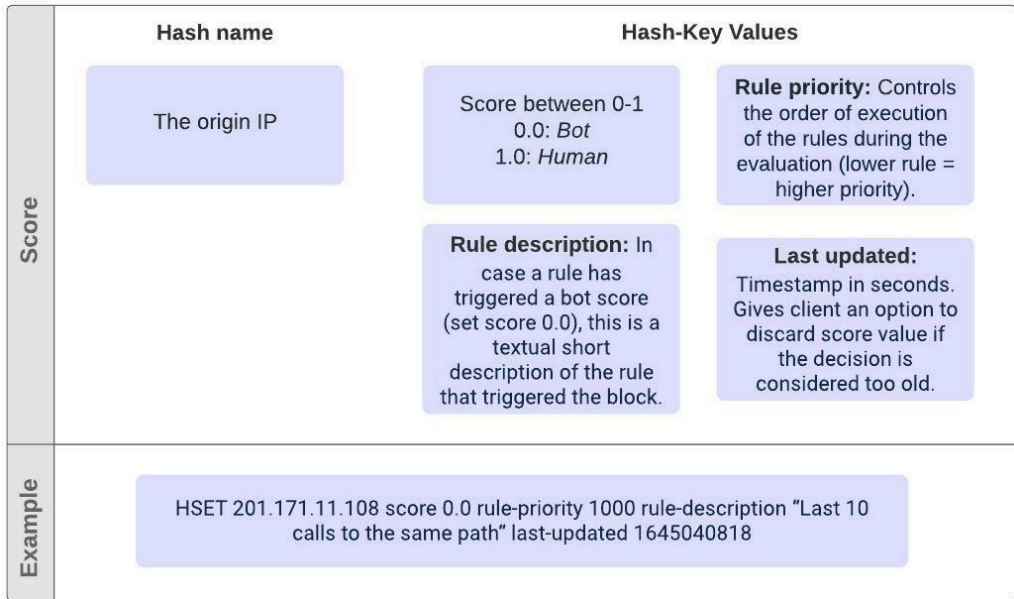 Score
Hash name
Hash-Key Values
The origin IP
Score between 0-1
0.0: Bot
1.0: Human
Rule priority: Controls
the order of execution
of the rules during the
evaluation (lower rule =
higher priority).
Rule description: In
case a rule has
triggered a bot score
(set score 0.0), this is a
textual short
description of the rule
that triggered the block.
Last updated:
Timestamp in seconds.
Gives client an option to
discard score value if
the decision is
considered too old.
Example
HSET 201.171.11.108 score 0.0 rule-priority 1000 rule-description “Last 10
calls to the same path” last-updated 1645040818